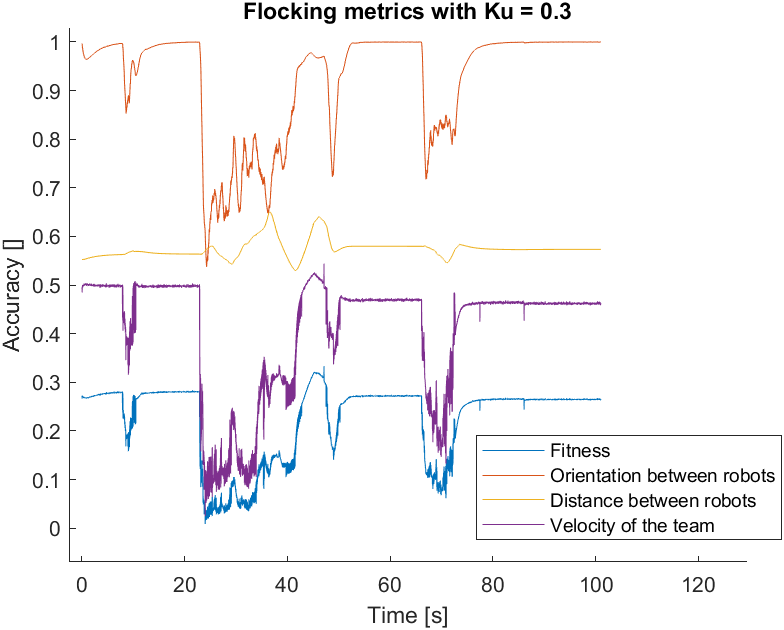 Flocking metrics with Ku = 0.3
1
0.9
0.8
0.7
0.6
0.5
0.4
0.3
0.2
0.1
0
Accuracy []
Fitness
Orientation between robots
Distance between robots
Velocity of the team
0 20 40 60 80 100 120
Time [s]